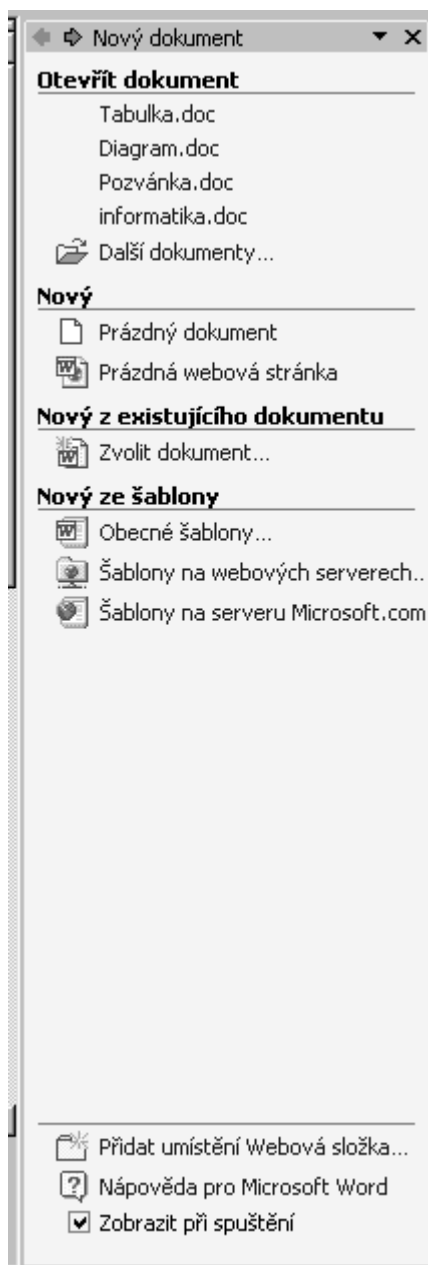 Nový dokument
Otevřít dokument
Tabulka.doc
Diagram.doc
Pozvánka.doc
informatika.doc
Další dokumenty...
Nový
Prázdný dokument
Prázdná webová stránka
Nový z existujícího dokumentu
Zvolit dokument...
Nový ze šablony
Obecné šablony...
Šablony na webových serverech..
Šablony na serveru Microsoft.com
Přidat umístění Webová složka...
Nápověda pro Microsoft Word
Zobrazit při spuštění